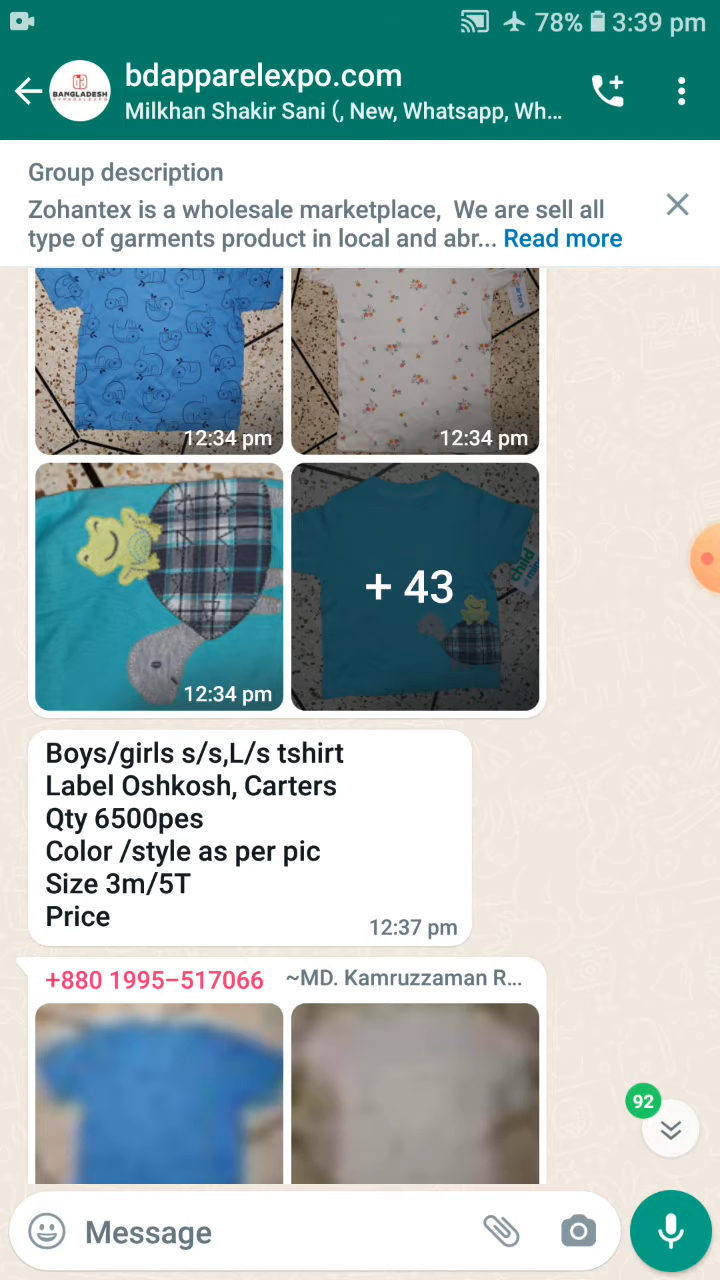 78% 3:39 pm
bdapparelexpo.com
BANGLADESH
Milkhan Shakir Sani (, New, Whatsapp, Wh...
Group description
Zohantex is a wholesale marketplace, We are sell all
type of garments product in local and abr... Read more
12:34 pm
12:34 pm
12:34 pm
+ 43
child
Boys/girls s/s,L/s tshirt
Label Oshkosh, Carters
Qty 6500pes
Color /style as per pic
Size 3m/5T
Price
12:37 pm
+880 1995-517066 ~MD. Kamruzzaman R...
92
Message